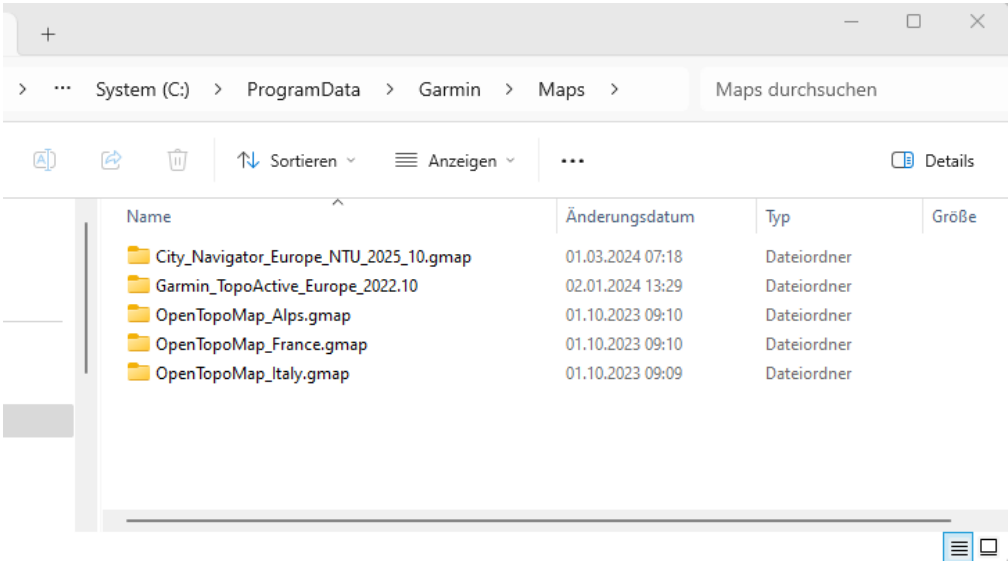 System (C:) > ProgramData > Garmin > Maps > Maps durchsuchen
Sortieren Anzeigen ... Details
Name Änderungsdatum Typ Größe
City_Navigator_Europe_NTU_2025_10.gmap 01.03.2024 07:18 Dateiordner
Garmin_TopoActive_Europe_2022.10 02.01.2024 13:29 Dateiordner
OpenTopoMap_Alps.gmap 01.10.2023 09:10 Dateiordner
OpenTopoMap_France.gmap 01.10.2023 09:10 Dateiordner
OpenTopoMap_Italy.gmap 01.10.2023 09:09 Dateiordner